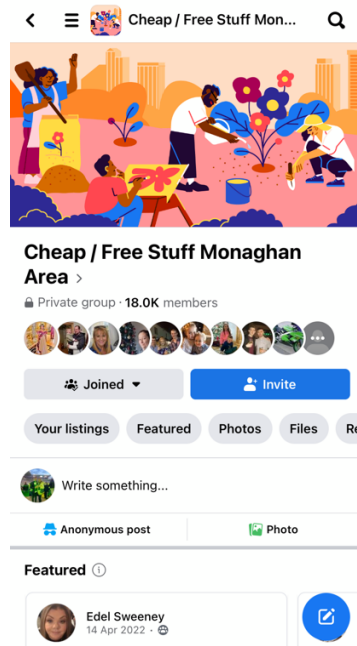 Cheap / Free Stuff Mon...
Cheap / Free Stuff Monaghan
Area >
Private group · 18.0K members
Joined
Invite
Your listings
Featured
Photos
Files
Re
Write something...
Anonymous post
Photo
Featured
Edel Sweeney
14 Apr 2022 ·